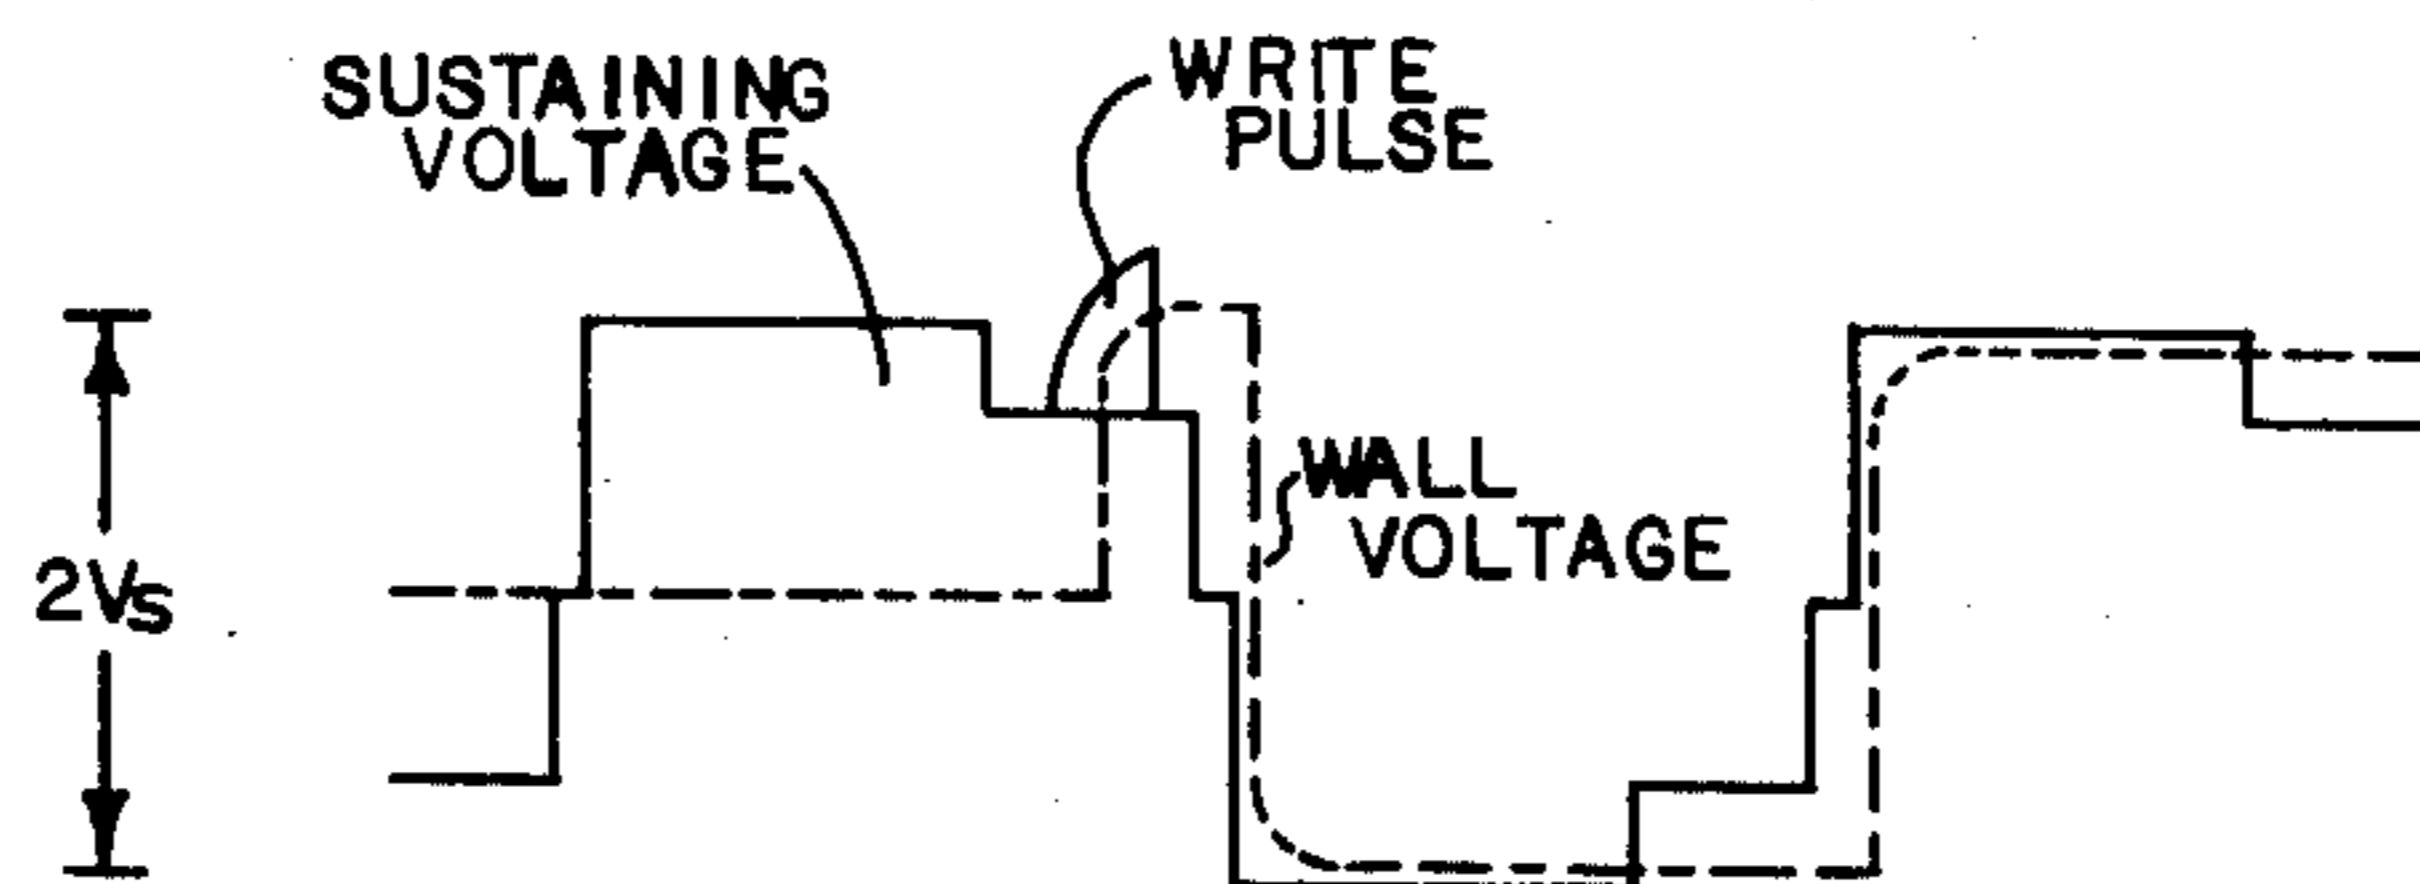 SUSTAINING
VOLTAGE
WRITE
PULSE
WALL
VOLTAGE
2Vs